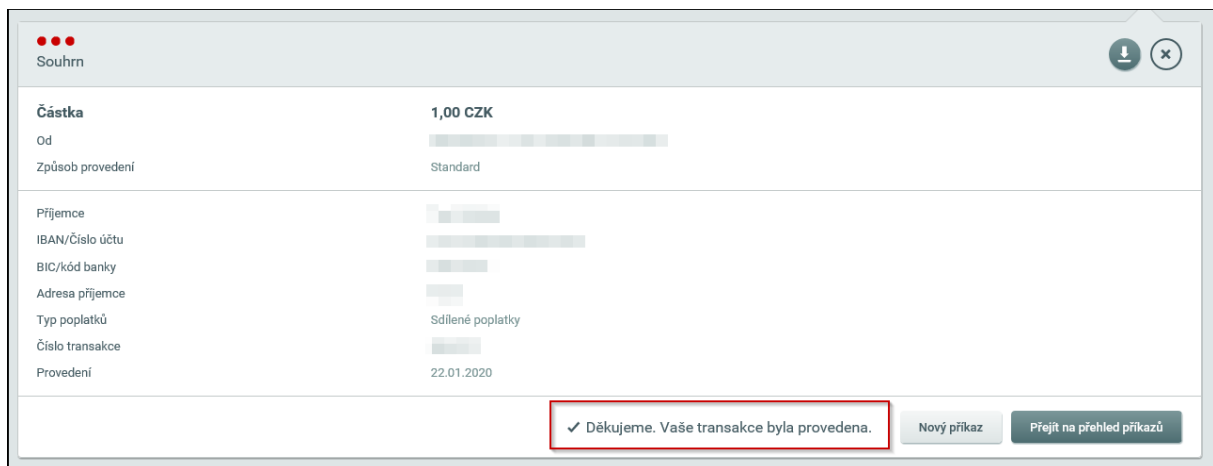 Souhrn
Částka 1,00 CZK
Od
Způsob provedení Standard
Příjemce
IBAN/Číslo účtu
BIC/kód banky
Adresa příjemce
Typ poplatků Sdílené poplatky
Číslo transakce
Provedení 22.01.2020
✓ Děkujeme. Vaše transakce byla provedena. Nový příkaz Přejít na přehled příkazů